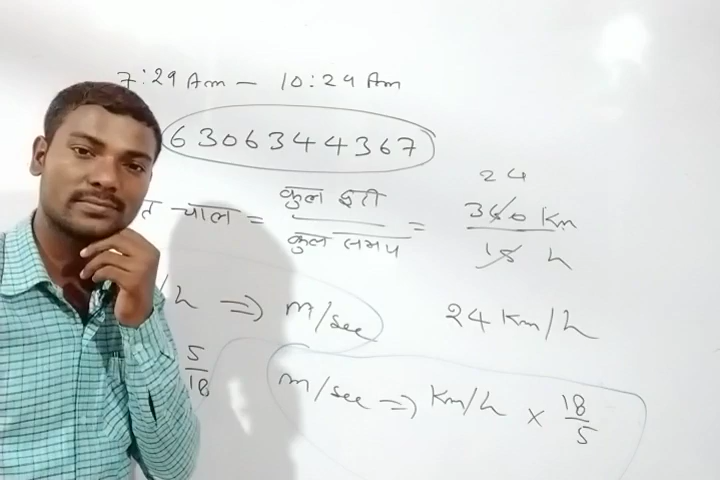 7:29 Am – 10:29 Am
6306344367
त चाल = कुल दूरी / कुल समय = 360 Km / 15 h
24
/h ⇒ m/sec
24 Km/h
5/18
m/sec ⇒ Km/h × 18/5